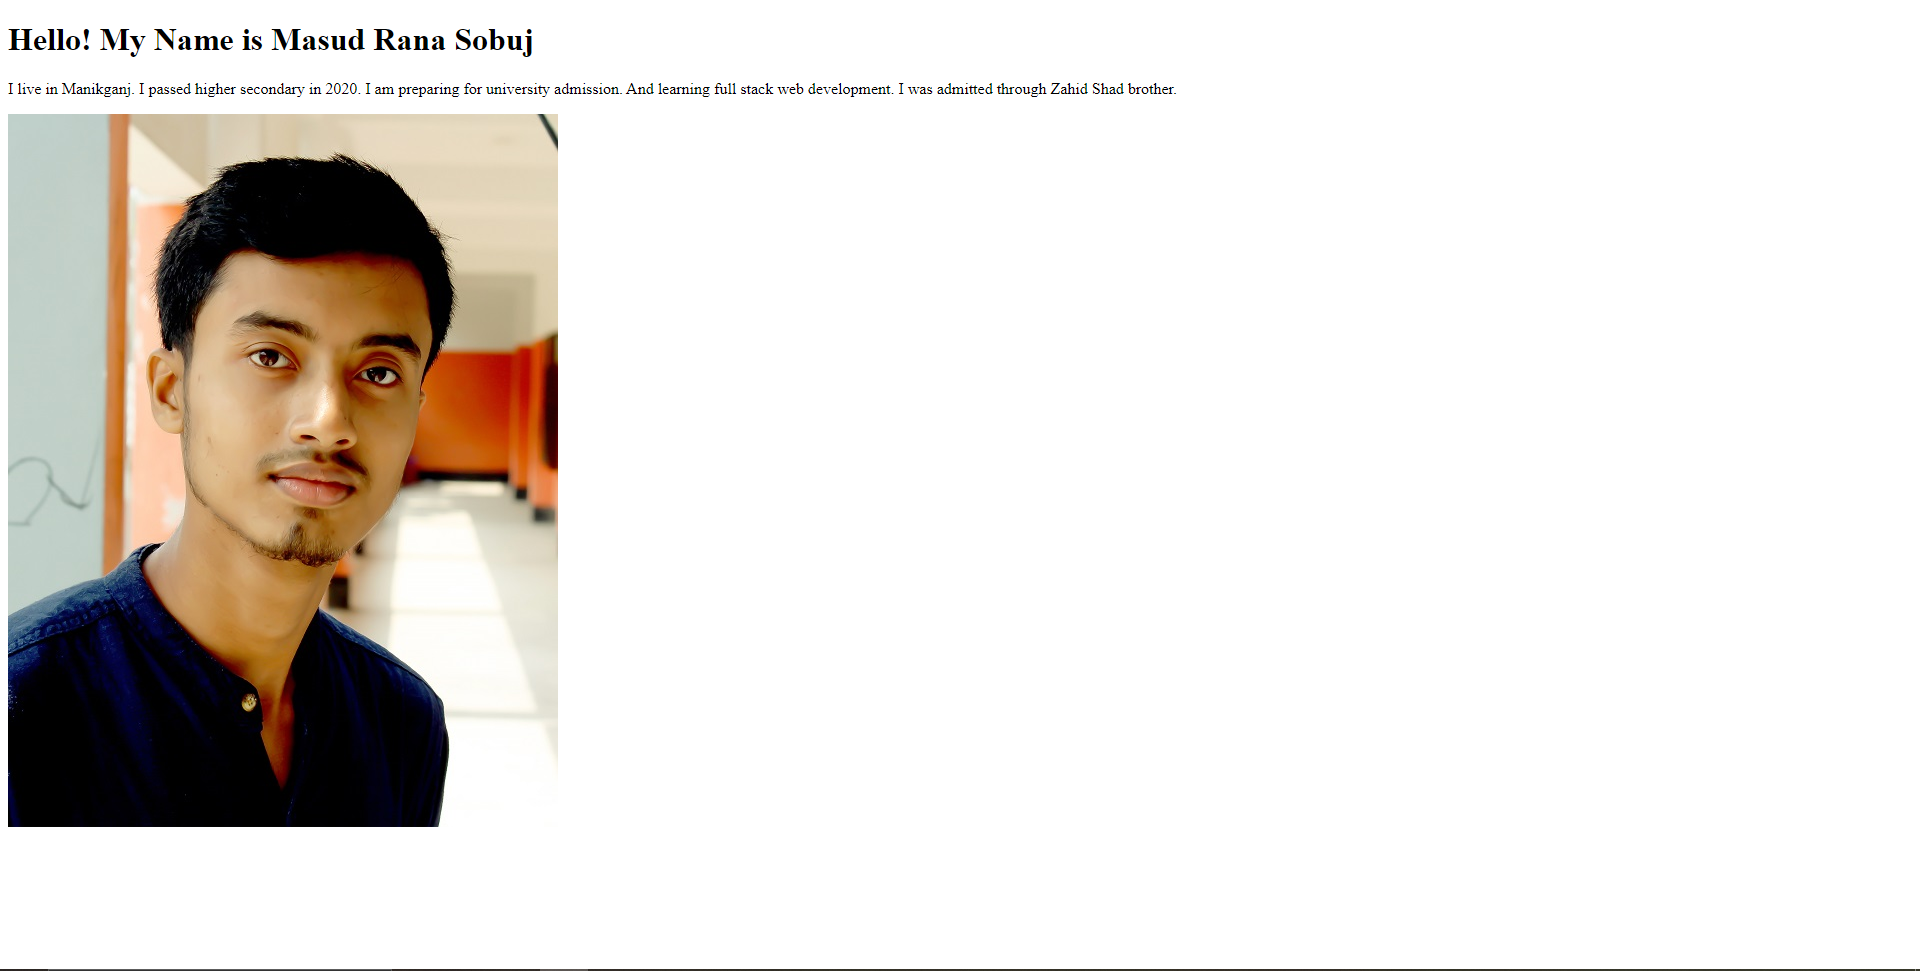 Hello! My Name is Masud Rana Sobuj
I live in Manikganj. I passed higher secondary in 2020. I am preparing for university admission. And learning full stack web development. I was admitted through Zahid Shad brother.